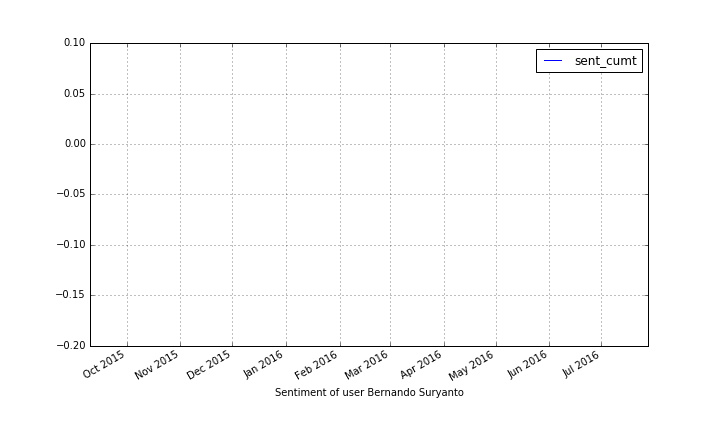 0.10
sent_cumt
0.05
0.00
−0.05
−0.10
−0.15
−0.20
Oct 2015
Nov 2015
Dec 2015
Jan 2016
Feb 2016
Mar 2016
Apr 2016
May 2016
Jun 2016
Jul 2016
Sentiment of user Bernando Suryanto